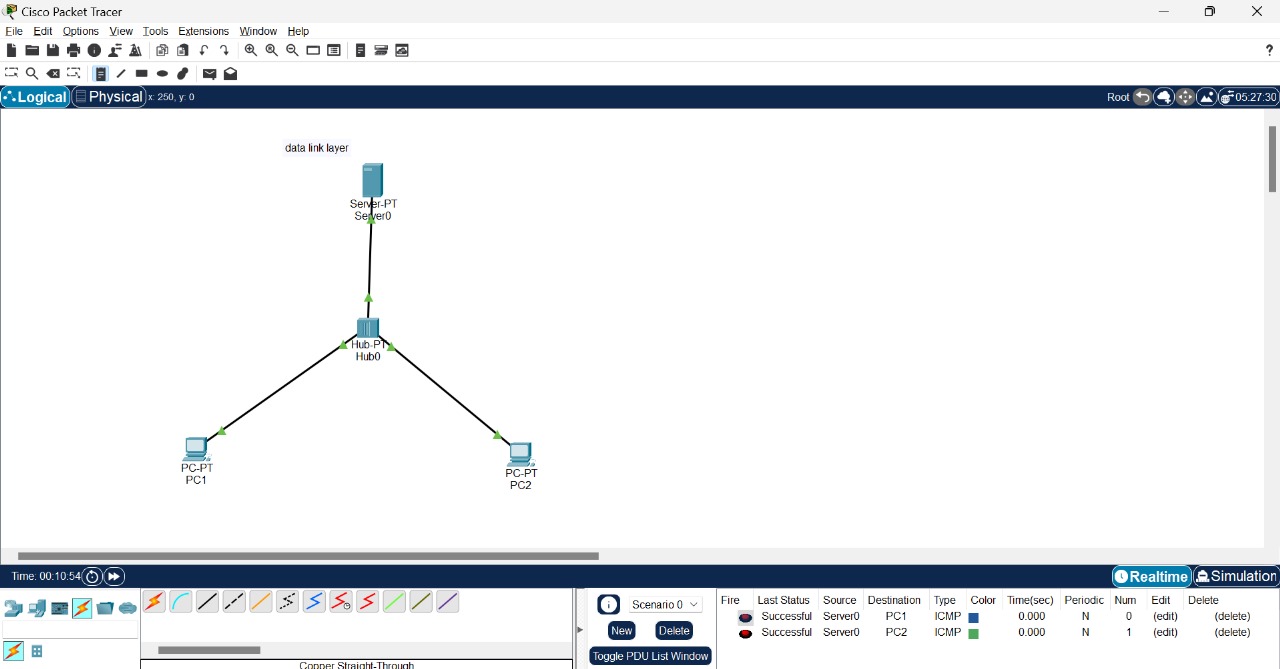 Cisco Packet Tracer
File Edit Options View Tools Extensions Window Help
?
Logical Physical x: 250, y: 0 Root 05:27:30
data link layer
Server-PT
Server0
Hub-PT
Hub0
PC-PT
PC1
PC-PT
PC2
Time: 00:10:54 Realtime Simulation
Scenario 0
New Delete
Toggle PDU List Window
Fire Last Status Source Destination Type Color Time(sec) Periodic Num Edit Delete
Successful Server0 PC1 ICMP 0.000 N 0 (edit) (delete)
Successful Server0 PC2 ICMP 0.000 N 1 (edit) (delete)
Copper Straight-Through